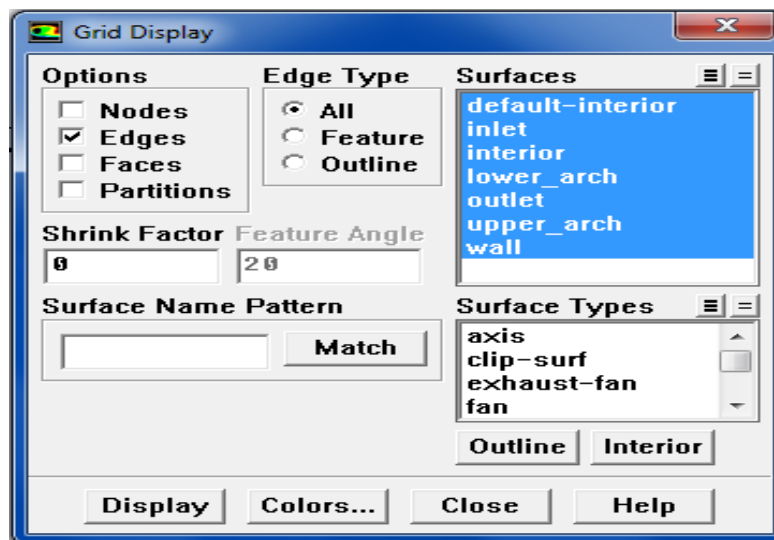 Grid Display
Options
Nodes
Edges
Faces
Partitions
Edge Type
All
Feature
Outline
Surfaces
default-interior
inlet
interior
lower_arch
outlet
upper_arch
wall
Shrink Factor
0
Feature Angle
20
Surface Name Pattern
Match
Surface Types
axis
clip-surf
exhaust-fan
fan
Outline
Interior
Display
Colors...
Close
Help